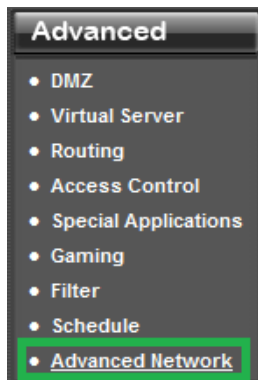 Advanced
• DMZ
• Virtual Server
• Routing
• Access Control
• Special Applications
• Gaming
• Filter
• Schedule
• Advanced Network